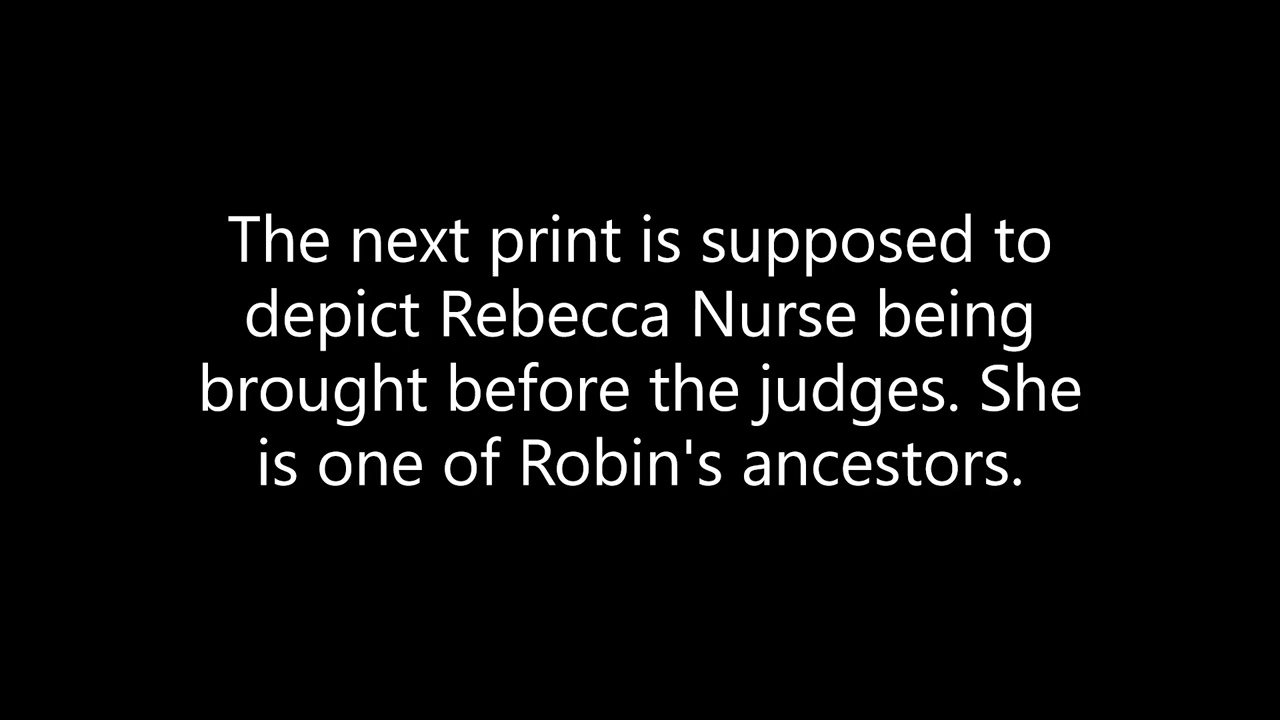 The next print is supposed to
depict Rebecca Nurse being
brought before the judges. She
is one of Robin's ancestors.